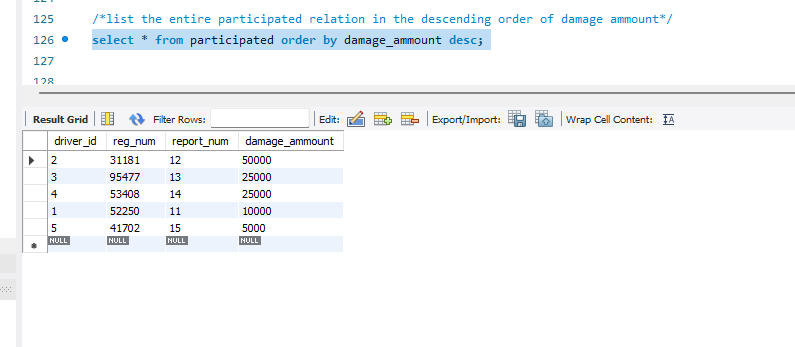 125 /*list the entire participated relation in the descending order of damage amount*/
126 select * from participated order by damage_ammount desc;
127
128
Result Grid Filter Rows: Edit: Export/Import: Wrap Cell Content:
driver_id reg_num report_num damage_ammount
2 31181 12 50000
3 95477 13 25000
4 53408 14 25000
1 52250 11 10000
5 41702 15 5000
NULL NULL NULL NULL